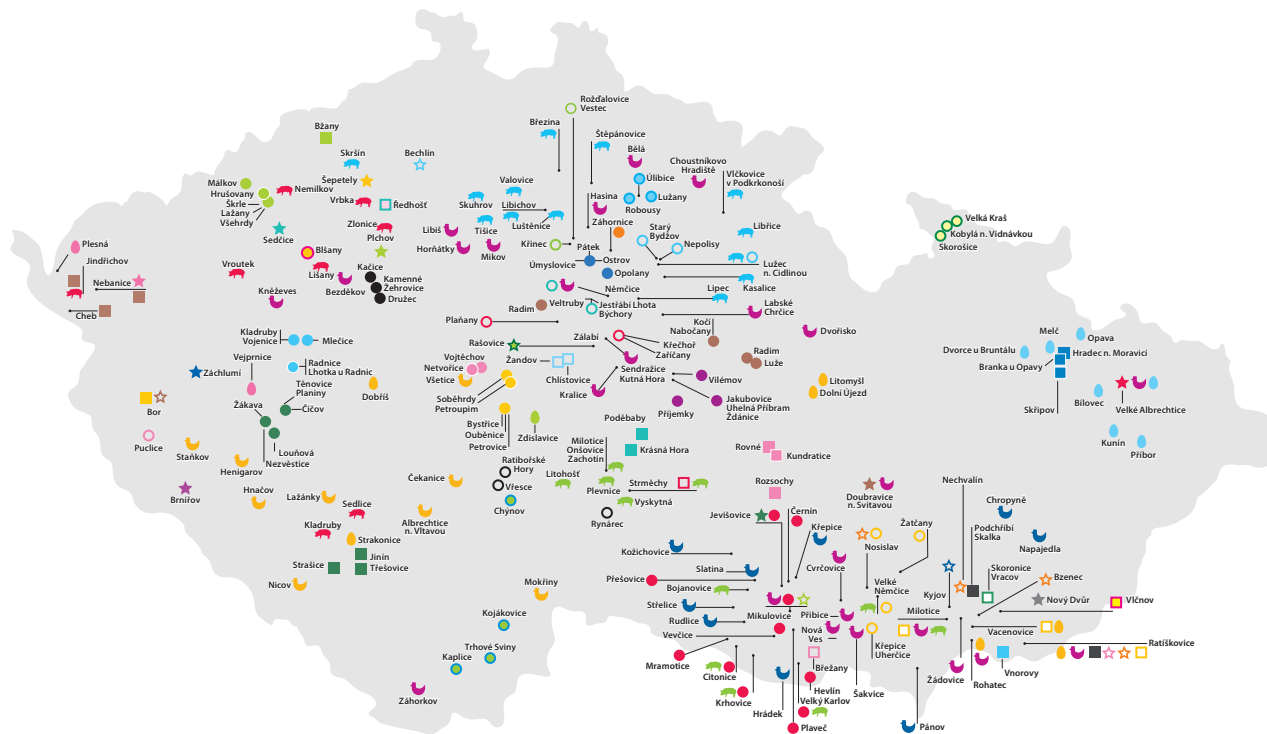 Rožďalovice
Vestec
Březina
Štěpánovice
Bžany
Bělá
Choustníkovo
Hradiště
Skršín
Bechlín
Vlčkovice
v Podkrkonoší
Úlibice
Málkov
Hrušovany
Škrle
Lažany
Všehrdy
Nemilkov
Šepetely
Vrbka
Ředhošť
Valovice
Skuhrov
Libichov
Hasina
Robousy
Lužany
Velká Kraš
Kobylá n. Vidnávkou
Skorošice
Zlonice
Plchov
Tišice
Luštěnice
Záhornice
Starý
Bydžov
Libřice
Sedčice
Libiš
Horňátky
Mikov
Křinec
Pátek
Nepolisy
Plesná
Jindřichov
Blšany
Vroutek
Lišany
Kačice
Kamenné
Žehrovice
Družec
Bezděkov
Úmyslovice
Ostrov
Opolany
Lužec
n. Cidlinou
Kasalice
Nebanice
Cheb
Kněževes
Němčice
Lipec
Radim
Veltruby
Jestřábí Lhota
Býchory
Labské
Chrčice
Plaňany
Kočí
Nabočany
Dvořisko
Kladruby
Vojenice
Mlečice
Rašovice
Zálabí
Křečhoř
Zaříčany
Radim
Luže
Melč
Opava
Dvorce u Bruntálu
Hradec n. Moravicí
Branka u Opavy
Vejprnice
Záchlumí
Radnice
Lhotka u Radnic
Těnovice
Planiny
Vojtěchov
Netvořice
Všetice
Žandov
Chlístovice
Sendražice
Kutná Hora
Kralice
Vilémov
Litomyšl
Dolní Újezd
Skřipov
Bílovec
Velké Albrechtice
Bor
Žákava
Číčov
Dobříš
Soběhrdy
Petroupim
Příjemky
Jakubovice
Uhelná Příbram
Ždánice
Puclice
Staňkov
Louňová
Nezvěstice
Bystřice
Ouběnice
Petrovice
Zdislavice
Poděbaby
Krásná Hora
Rovné
Kundratice
Kunín
Příbor
Henigarov
Milotice
Onšovice
Zachotín
Brnířov
Hnačov
Lažánky
Čekanice
Ratibořské
Hory
Litohošť
Vřesce
Chýnov
Plevnice
Strměchy
Vyskytná
Rozsochy
Doubravice
n. Svitavou
Nechvalín
Chropyně
Sedlice
Kladruby
Albrechtice
n. Vltavou
Rynárec
Jevišovice
Černín
Křepice
Žatčany
Podchřibí
Skalka
Napajedla
Strakonice
Jinín
Strašice
Třešovice
Kožichovice
Nosislav
Slatina
Cvrčovice
Skoronice
Vracov
Bzenec
Nicov
Mokřiny
Přešovice
Bojanovice
Velké
Němčice
Kyjov
Nový Dvůr
Vlčnov
Střelice
Mikulovice
Přibice
Milotice
Kojákovice
Rudlice
Vevčice
Nová
Ves
Křepice
Uherčice
Vacenovice
Ratíškovice
Trhové Sviny
Kaplice
Mramotice
Citonice
Břežany
Žádovice
Rohatec
Vnorovy
Záhorkov
Krhovice
Hrádek
Hevlín
Velký Karlov
Šakvice
Plaveč
Pánov